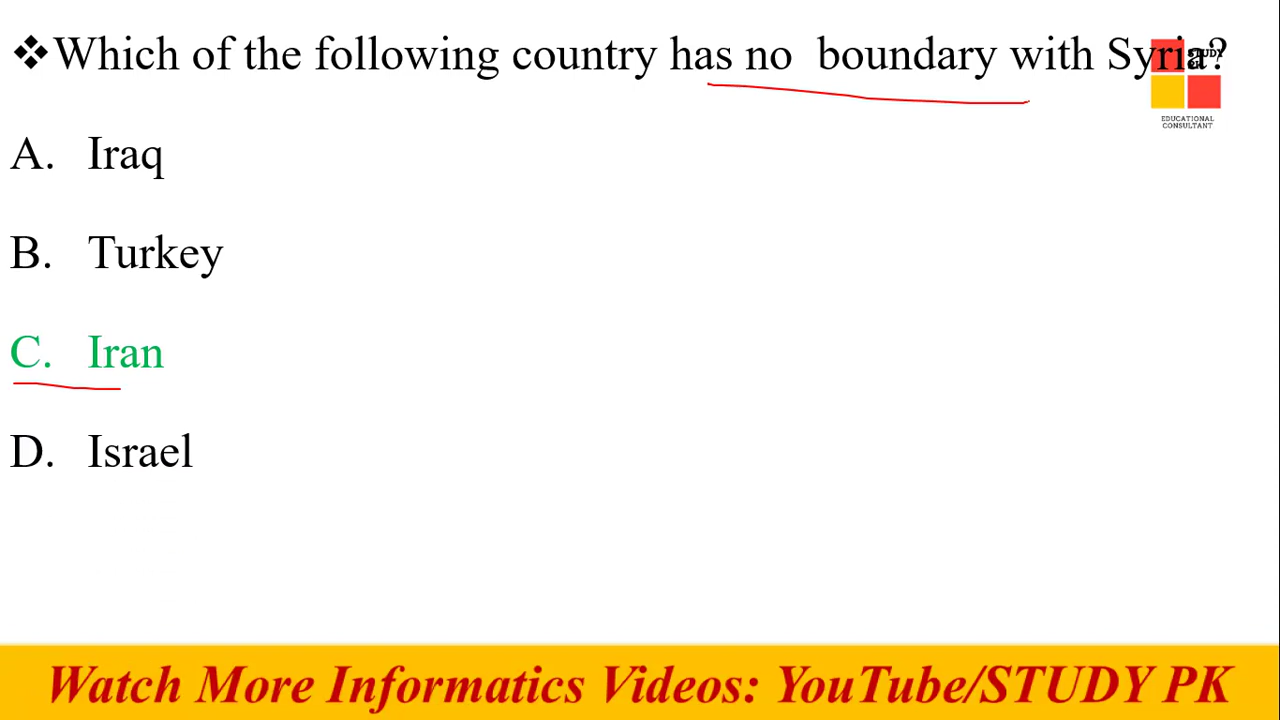 ❖Which of the following country has no boundary with Syria?
STUDY
EDUCATIONAL
CONSULTANT
A. Iraq
B. Turkey
C. Iran
D. Israel
Watch More Informatics Videos: YouTube/STUDY PK